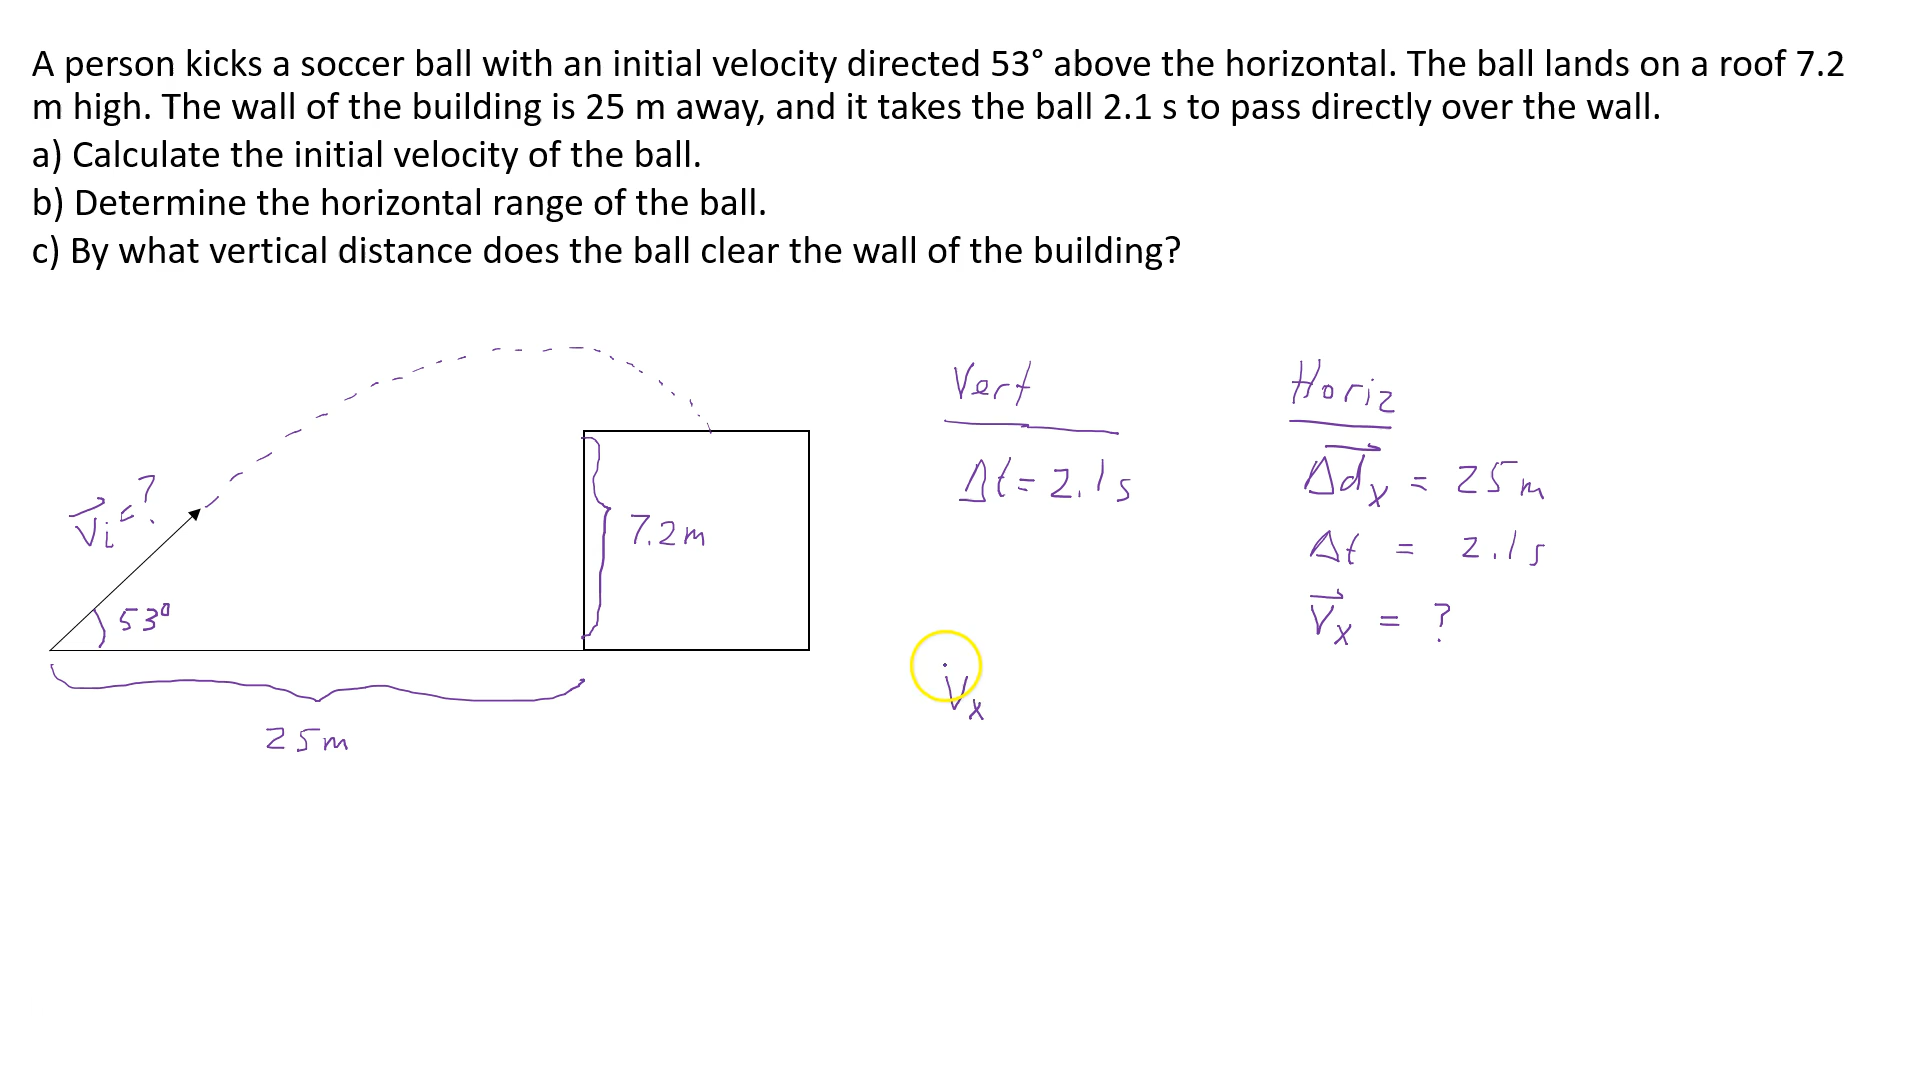 A person kicks a soccer ball with an initial velocity directed 53° above the horizontal. The ball lands on a roof 7.2
m high. The wall of the building is 25 m away, and it takes the ball 2.1 s to pass directly over the wall.
a) Calculate the initial velocity of the ball.
b) Determine the horizontal range of the ball.
c) By what vertical distance does the ball clear the wall of the building?
Vert
Δt = 2.1 s
Horiz
Δdx = 25 m
Δt = 2.1 s
Vx = ?
Vi = ?
53°
7.2 m
25 m
Vx